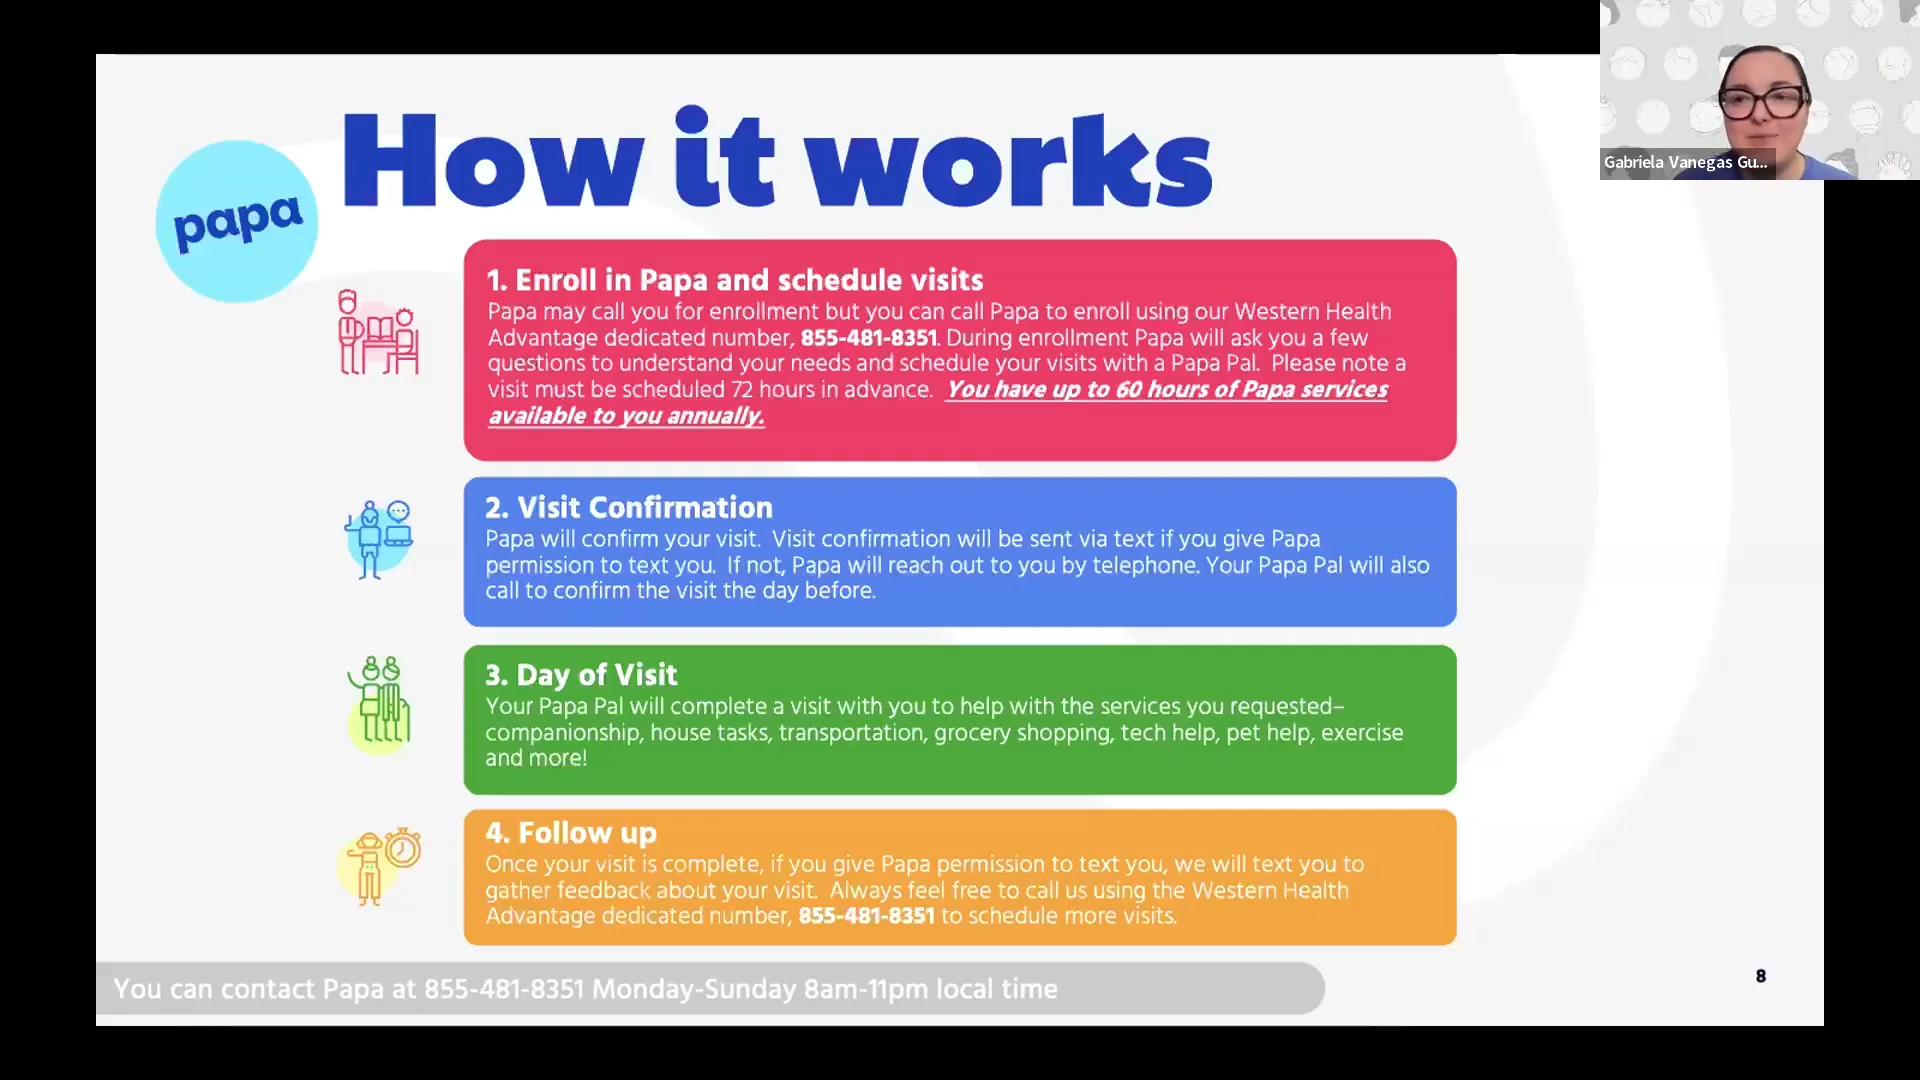 Gabriela Vanegas Gu...
papa
How it works
1. Enroll in Papa and schedule visits
Papa may call you for enrollment but you can call Papa to enroll using our Western Health
Advantage dedicated number, 855-481-8351. During enrollment Papa will ask you a few
questions to understand your needs and schedule your visits with a Papa Pal. Please note a
visit must be scheduled 72 hours in advance. You have up to 60 hours of Papa services
available to you annually.
2. Visit Confirmation
Papa will confirm your visit. Visit confirmation will be sent via text if you give Papa
permission to text you. If not, Papa will reach out to you by telephone. Your Papa Pal will also
call to confirm the visit the day before.
3. Day of Visit
Your Papa Pal will complete a visit with you to help with the services you requested–
companionship, house tasks, transportation, grocery shopping, tech help, pet help, exercise
and more!
4. Follow up
Once your visit is complete, if you give Papa permission to text you, we will text you to
gather feedback about your visit. Always feel free to call us using the Western Health
Advantage dedicated number, 855-481-8351 to schedule more visits.
You can contact Papa at 855-481-8351 Monday-Sunday 8am-11pm local time
8